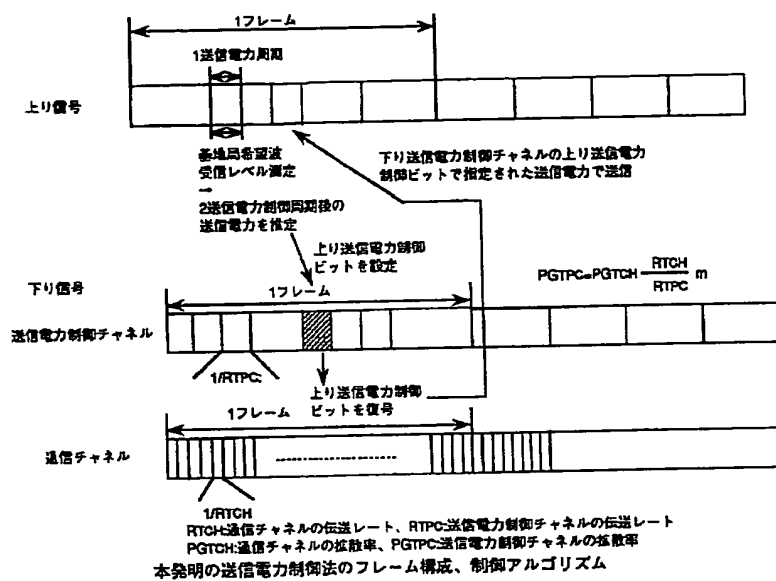 1フレーム
1送信電力周期
上り信号
基地局希望波
受信レベル測定
→
2送信電力制御周期後の
送信電力を推定
下り送信電力制御チャネルの上り送信電力
制御ビットで指定された送信電力で送信
上り送信電力制御
ビットを設定
PGTPC=PGTCH RTCH/RTPC m
下り信号
1フレーム
送信電力制御チャネル
1/RTPC:
上り送信電力制御
ビットを復号
1フレーム
通信チャネル
1/RTCH
RTCH:通信チャネルの伝送レート、RTPC:送信電力制御チャネルの伝送レート
PGTCH:通信チャネルの拡散率、PGTPC:送信電力制御チャネルの拡散率
本発明の送信電力制御法のフレーム構成、制御アルゴリズム